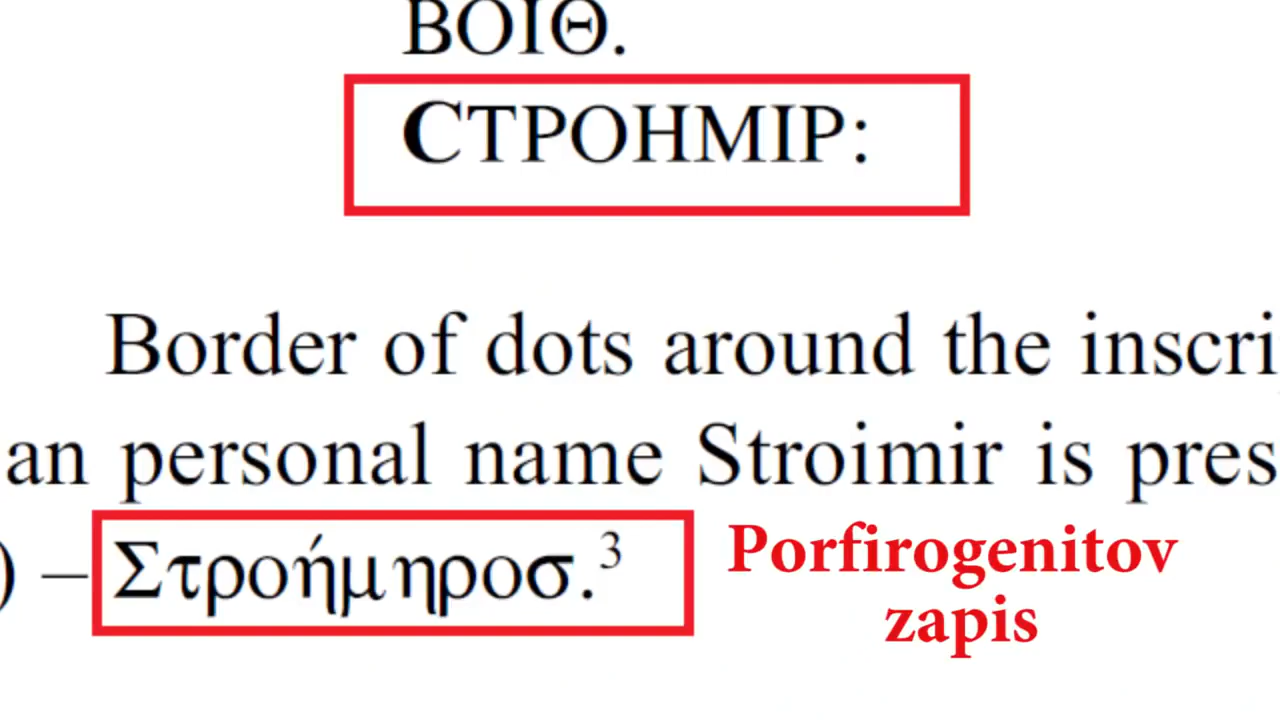 ΒΟΙΘ.
CΤΡΟΗΜΙΡ:
Border of dots around the inscri
an personal name Stroimir is pres
) – Στροήμηροσ.³
Porfirogenitov
zapis